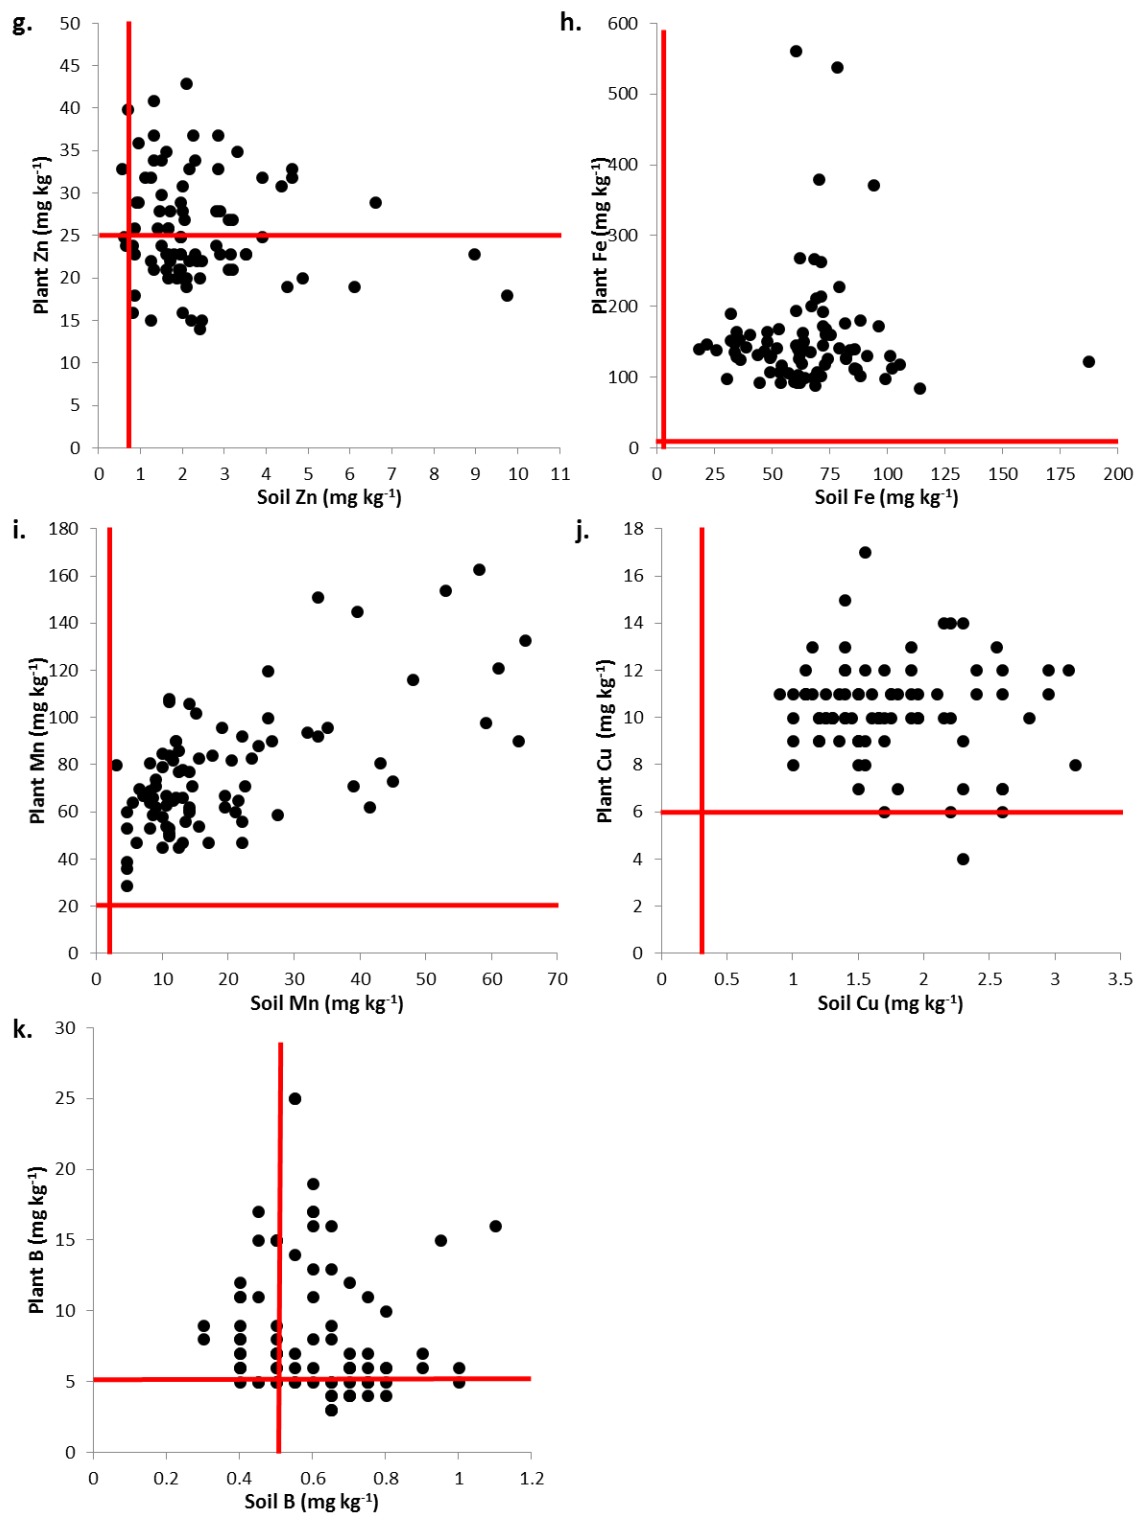 g.
50
45
40
35
30
25
20
15
10
5
0
Plant Zn (mg kg⁻¹)
0 1 2 3 4 5 6 7 8 9 10 11
Soil Zn (mg kg⁻¹)
h.
600
500
400
300
200
100
0
Plant Fe (mg kg⁻¹)
0 25 50 75 100 125 150 175 200
Soil Fe (mg kg⁻¹)
i.
180
160
140
120
100
80
60
40
20
0
Plant Mn (mg kg⁻¹)
0 10 20 30 40 50 60 70
Soil Mn (mg kg⁻¹)
j.
18
16
14
12
10
8
6
4
2
0
Plant Cu (mg kg⁻¹)
0 0.5 1 1.5 2 2.5 3 3.5
Soil Cu (mg kg⁻¹)
k.
30
25
20
15
10
5
0
Plant B (mg kg⁻¹)
0 0.2 0.4 0.6 0.8 1 1.2
Soil B (mg kg⁻¹)